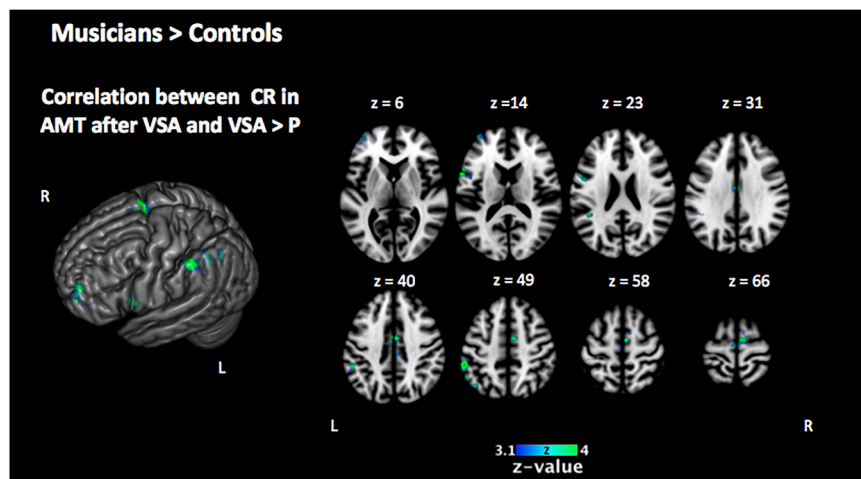 Musicians > Controls
Correlation between CR in
AMT after VSA and VSA > P
R
L
z = 6
z =14
z = 23
z = 31
z = 40
z = 49
z = 58
z = 66
L
R
3.1 z 4
z-value